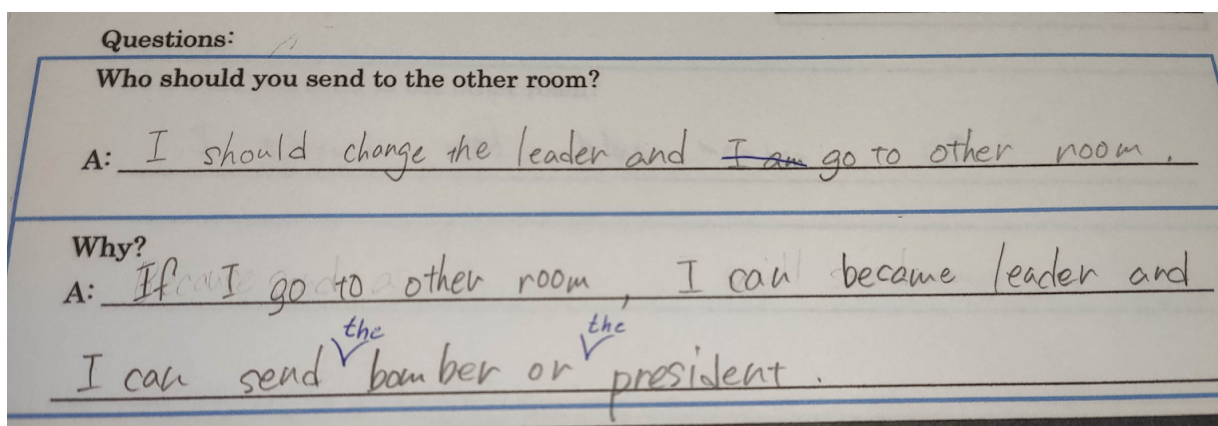 Questions:
Who should you send to the other room?
A: I should change the leader and I am go to other room.
Why?
A: If I go to other room, I can became leader and
the the
I can send bomber or president.